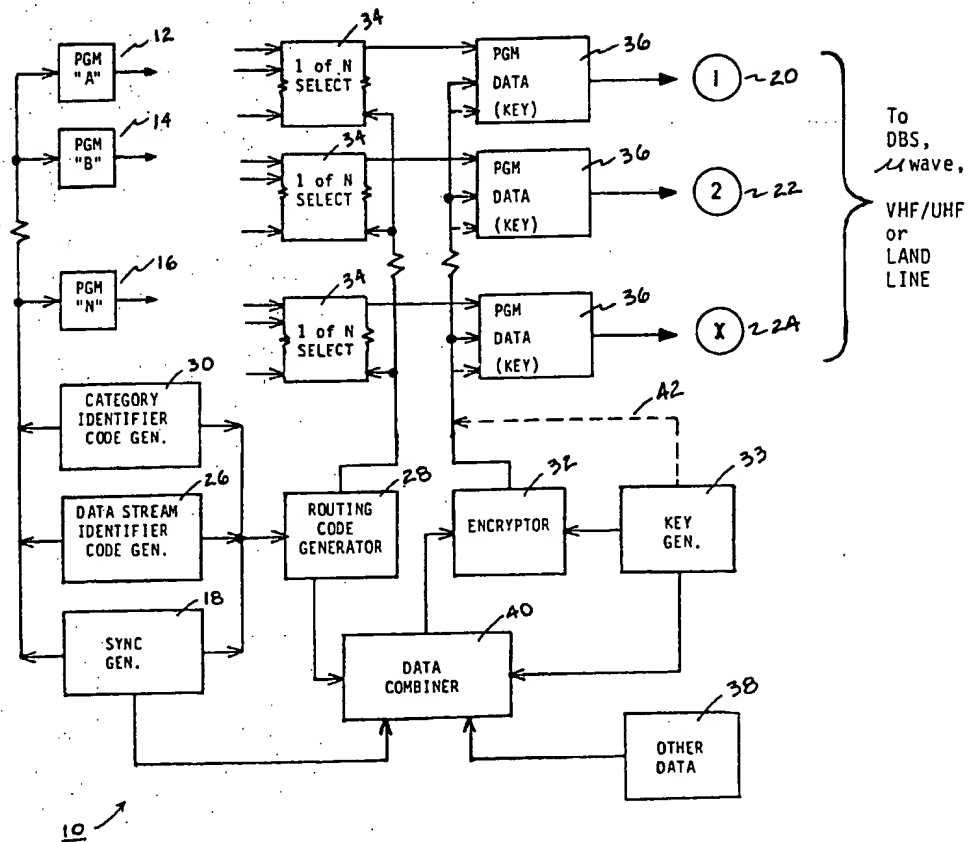 12
PGM
"A"
14
PGM
"B"
16
PGM
"N"
34
1 of N
SELECT
34
1 of N
SELECT
34
1 of N
SELECT
36
PGM
DATA
(KEY)
36
PGM
DATA
(KEY)
36
PGM
DATA
(KEY)
1
20
2
22
X
2A
To
DBS,
μwave,
VHF/UHF
or
LAND
LINE
30
CATEGORY
IDENTIFIER
CODE GEN.
26
DATA STREAM
IDENTIFIER
CODE GEN.
18
SYNC
GEN.
28
ROUTING
CODE
GENERATOR
32
ENCRYPTOR
42
33
KEY
GEN.
40
DATA
COMBINER
38
OTHER
DATA
10